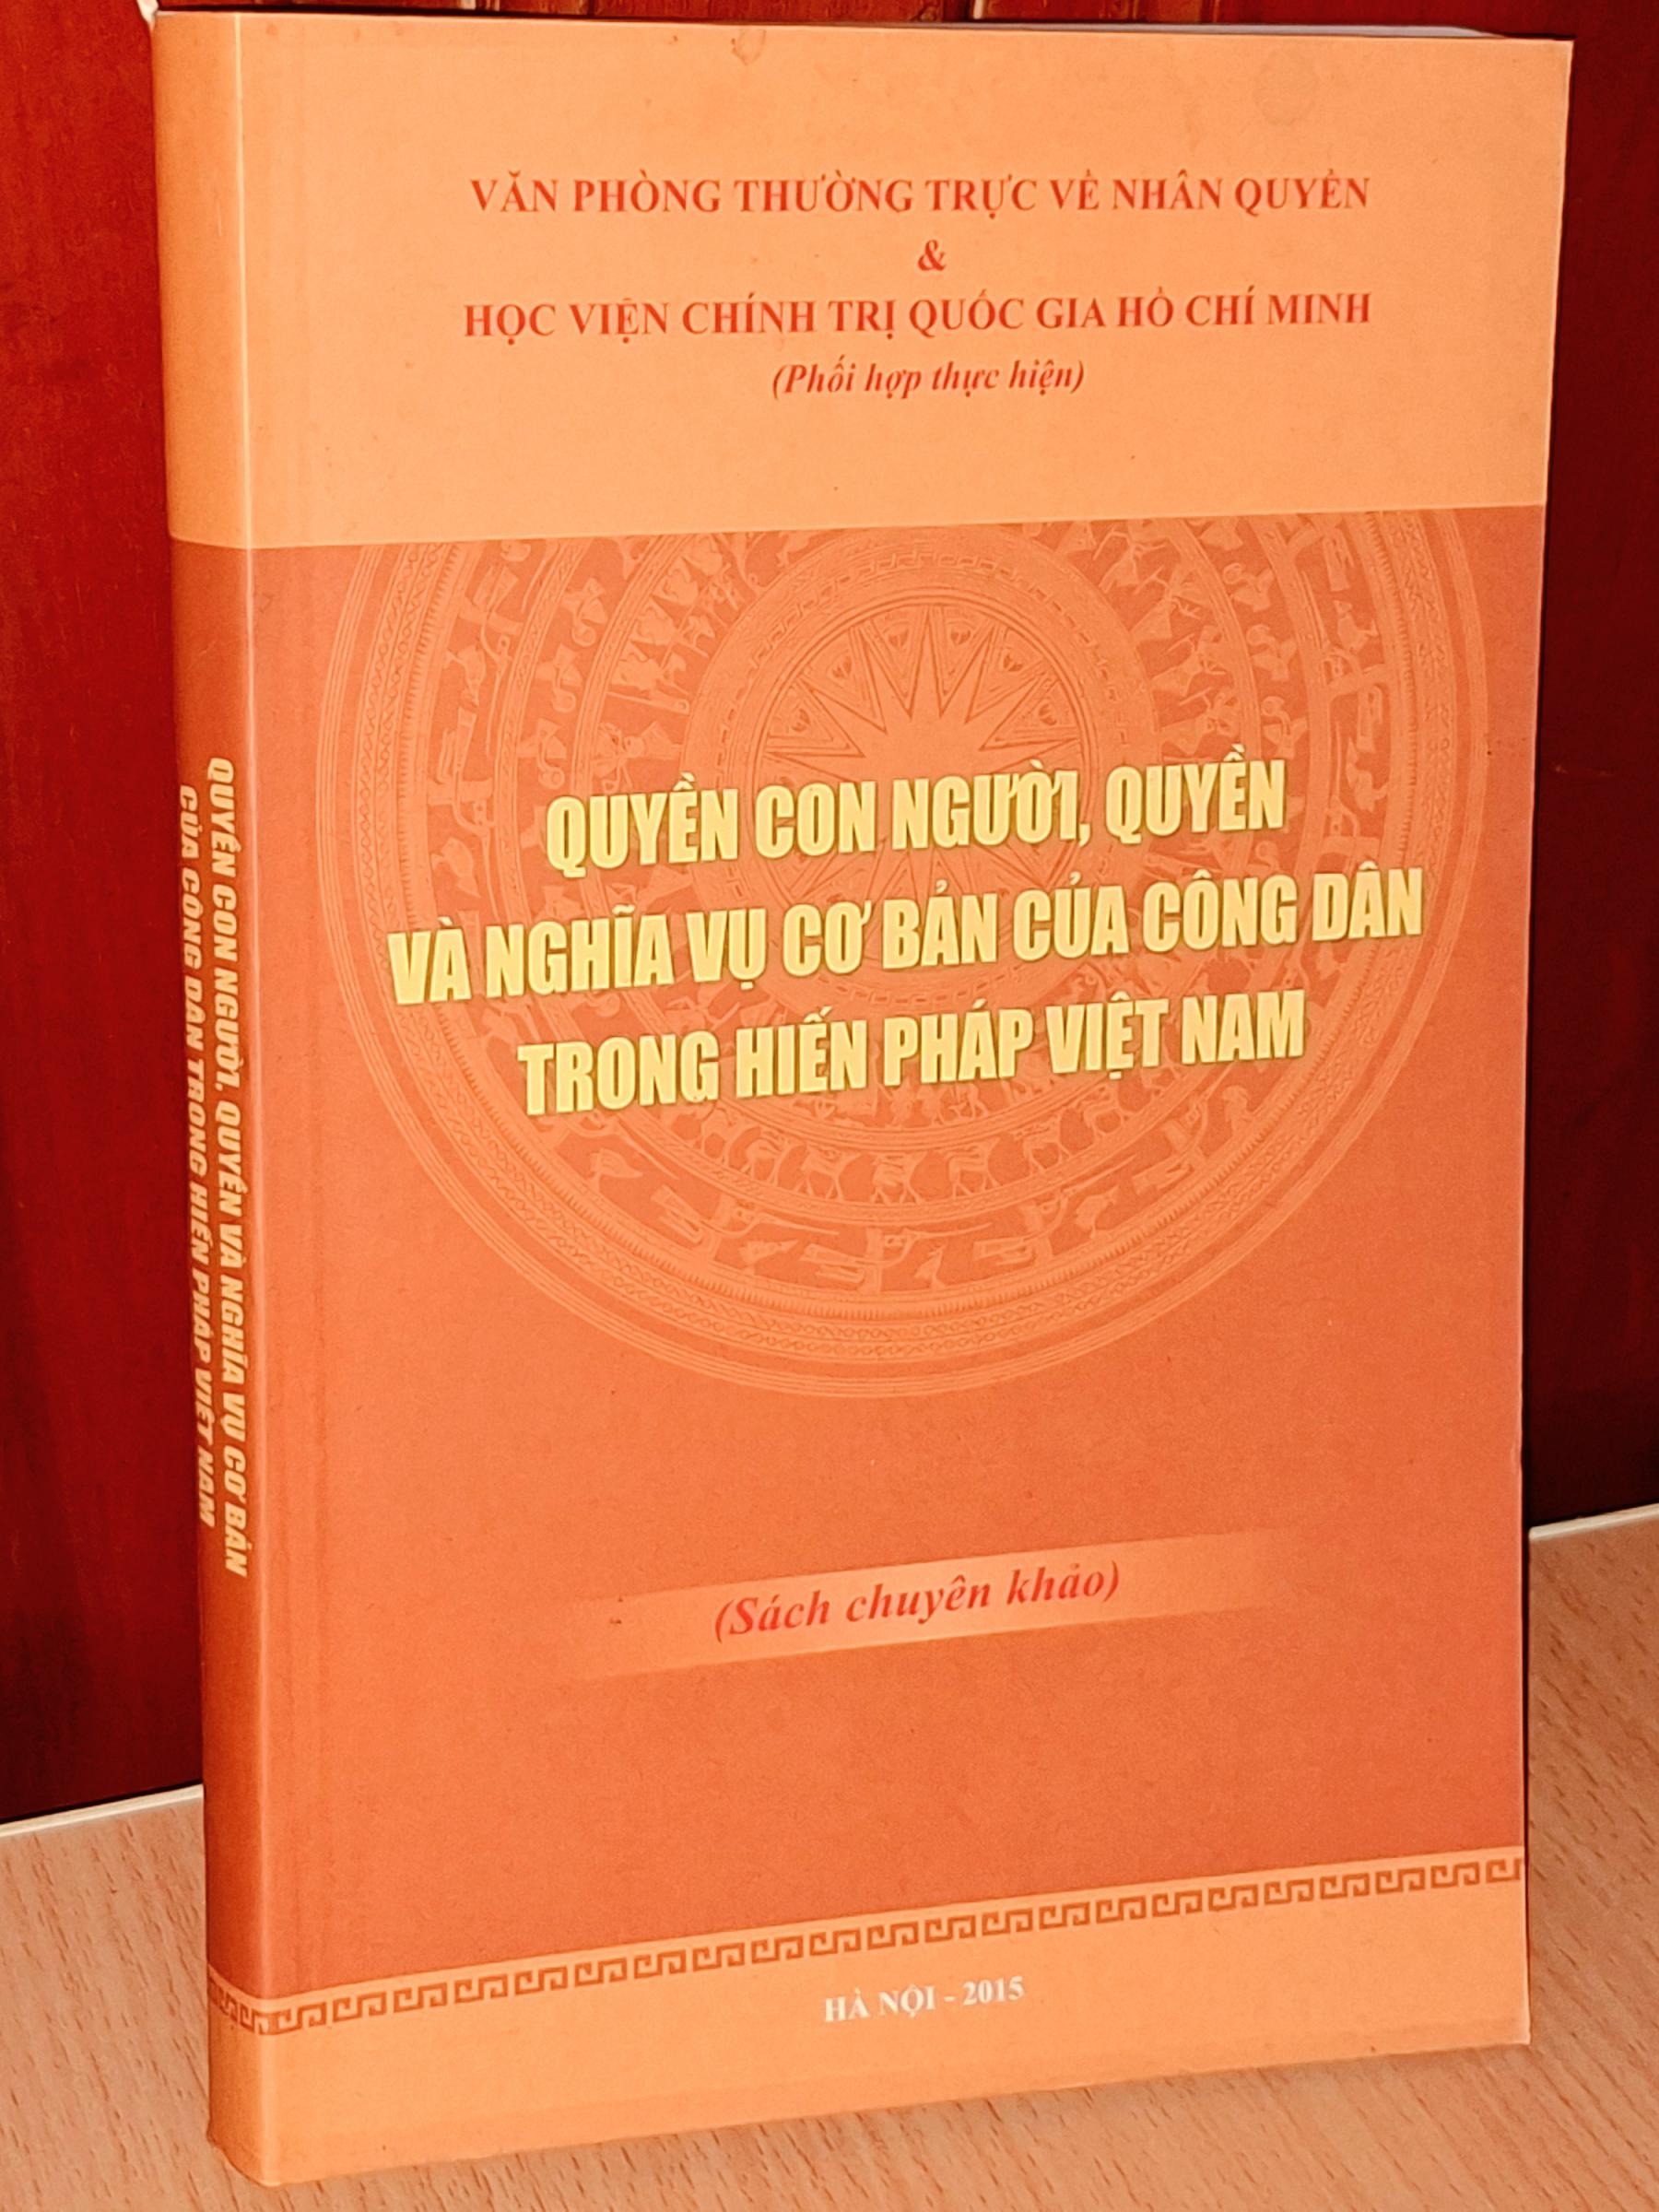 VĂN PHÒNG THƯỜNG TRỰC VỀ NHÂN QUYỀN
&
HỌC VIỆN CHÍNH TRỊ QUỐC GIA HỒ CHÍ MINH
(Phối hợp thực hiện)
QUYỀN CON NGƯỜI, QUYỀN
VÀ NGHĨA VỤ CƠ BẢN CỦA CÔNG DÂN
TRONG HIẾN PHÁP VIỆT NAM
(Sách chuyên khảo)
HÀ NỘI - 2015
QUYỀN CON NGƯỜI, QUYỀN VÀ NGHĨA VỤ CƠ BẢN
CỦA CÔNG DÂN TRONG HIẾN PHÁP VIỆT NAM